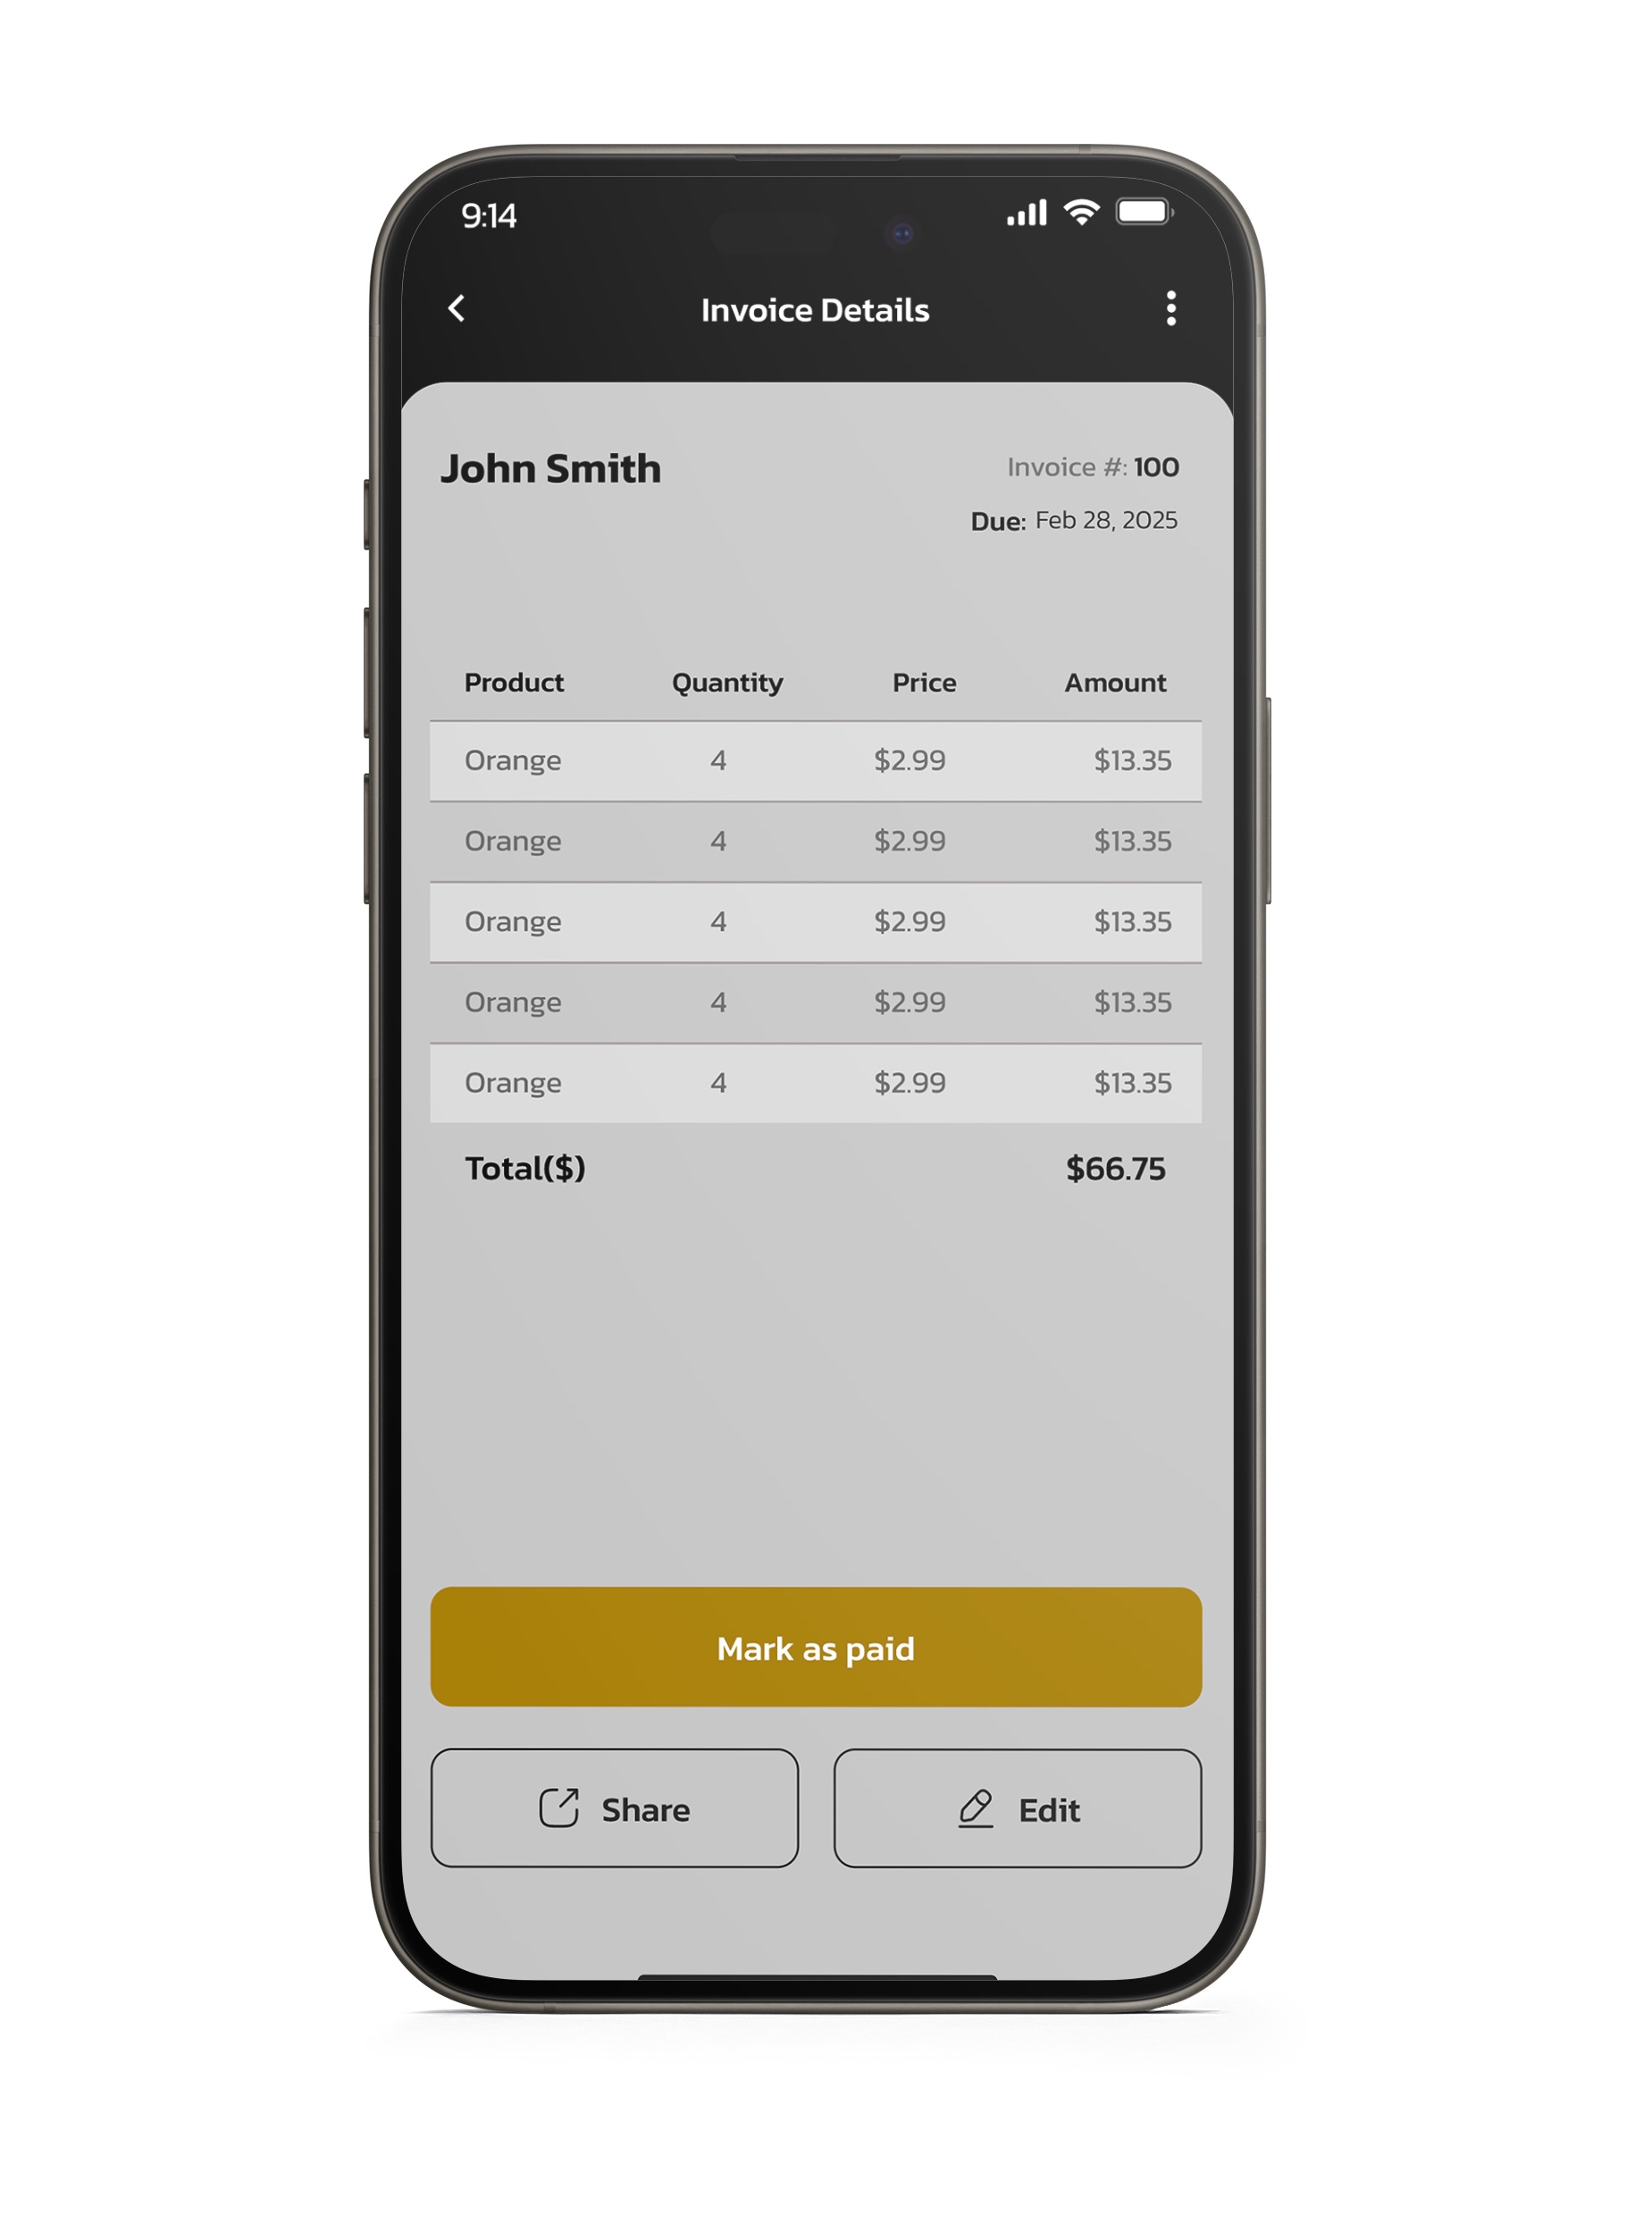 9:14
Invoice Details
John Smith
Invoice #: 100
Due: Feb 28, 2025
Product Quantity Price Amount
Orange 4 $2.99 $13.35
Orange 4 $2.99 $13.35
Orange 4 $2.99 $13.35
Orange 4 $2.99 $13.35
Orange 4 $2.99 $13.35
Total($) $66.75
Mark as paid
Share Edit